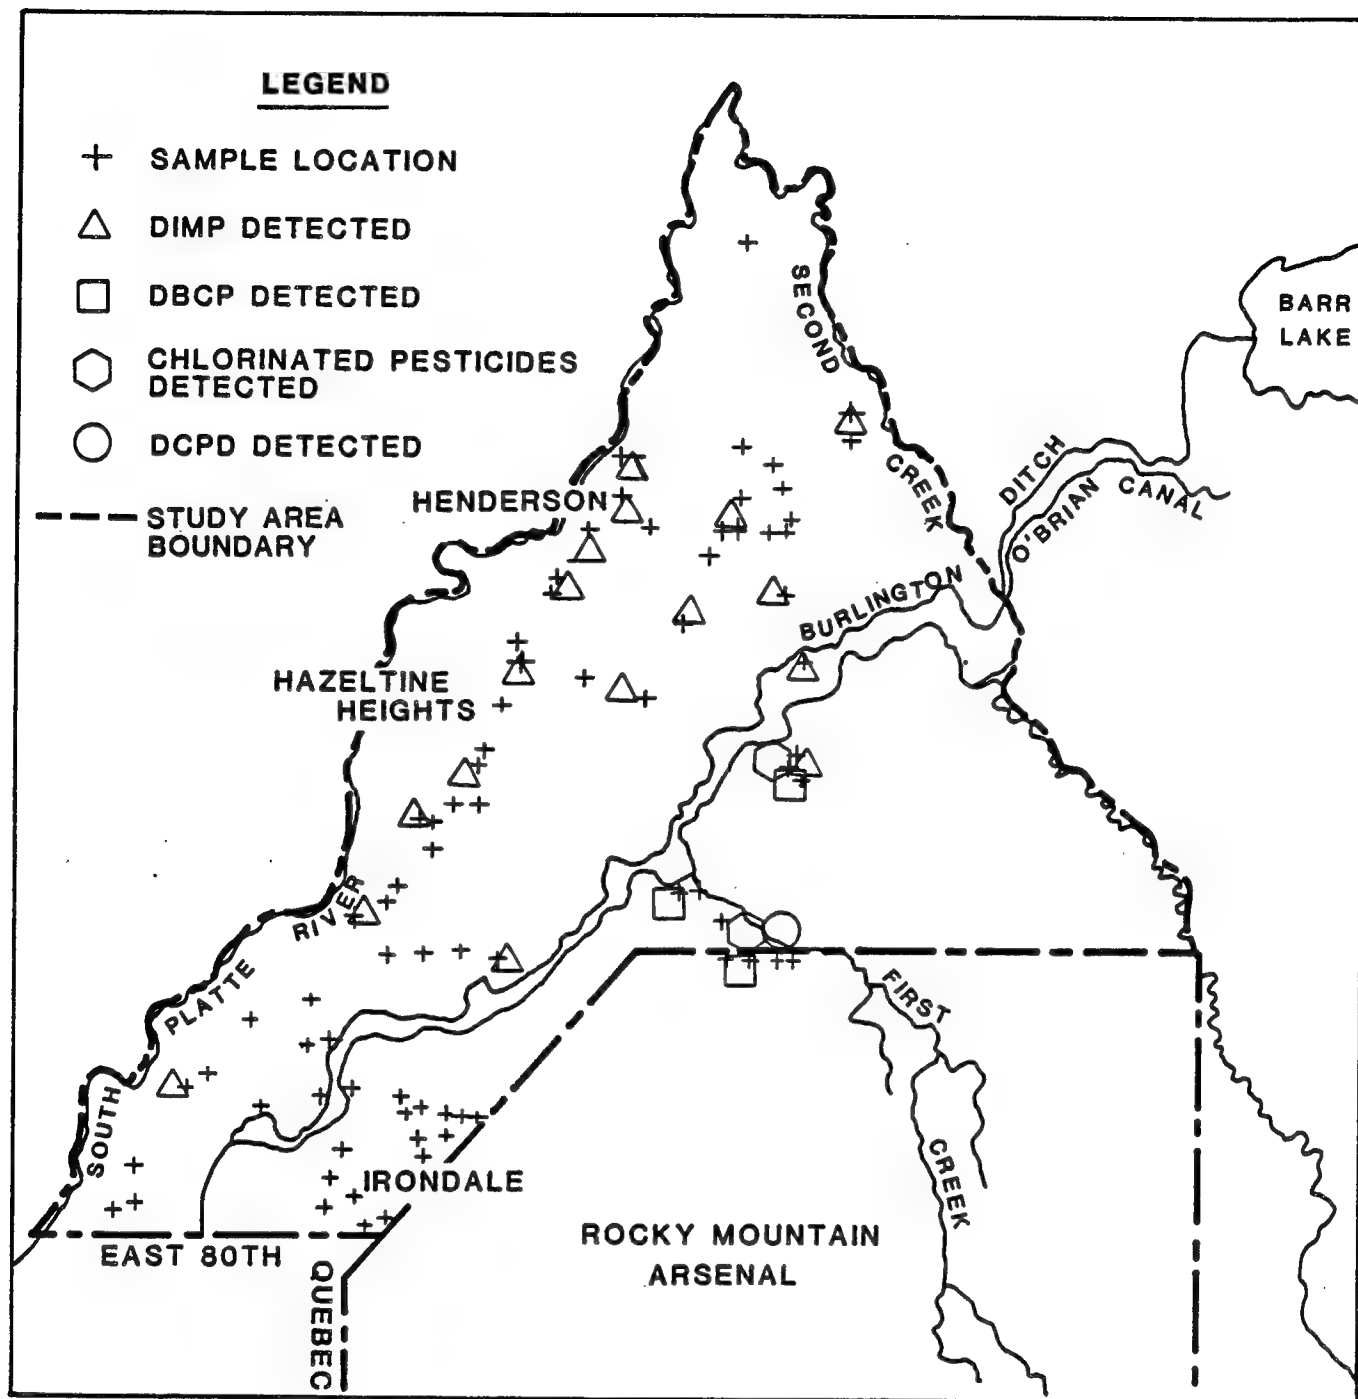 LEGEND
SAMPLE LOCATION
DIMP DETECTED
DBCP DETECTED
CHLORINATED PESTICIDES
DETECTED
DCPD DETECTED
STUDY AREA
BOUNDARY
SECOND
CREEK
BARR
LAKE
DITCH
O'BRIAN CANAL
HENDERSON
BURLINGTON
HAZELTINE
HEIGHTS
SOUTH PLATTE RIVER
FIRST
CREEK
IRONDALE
ROCKY MOUNTAIN
ARSENAL
EAST 80TH
QUEBEC